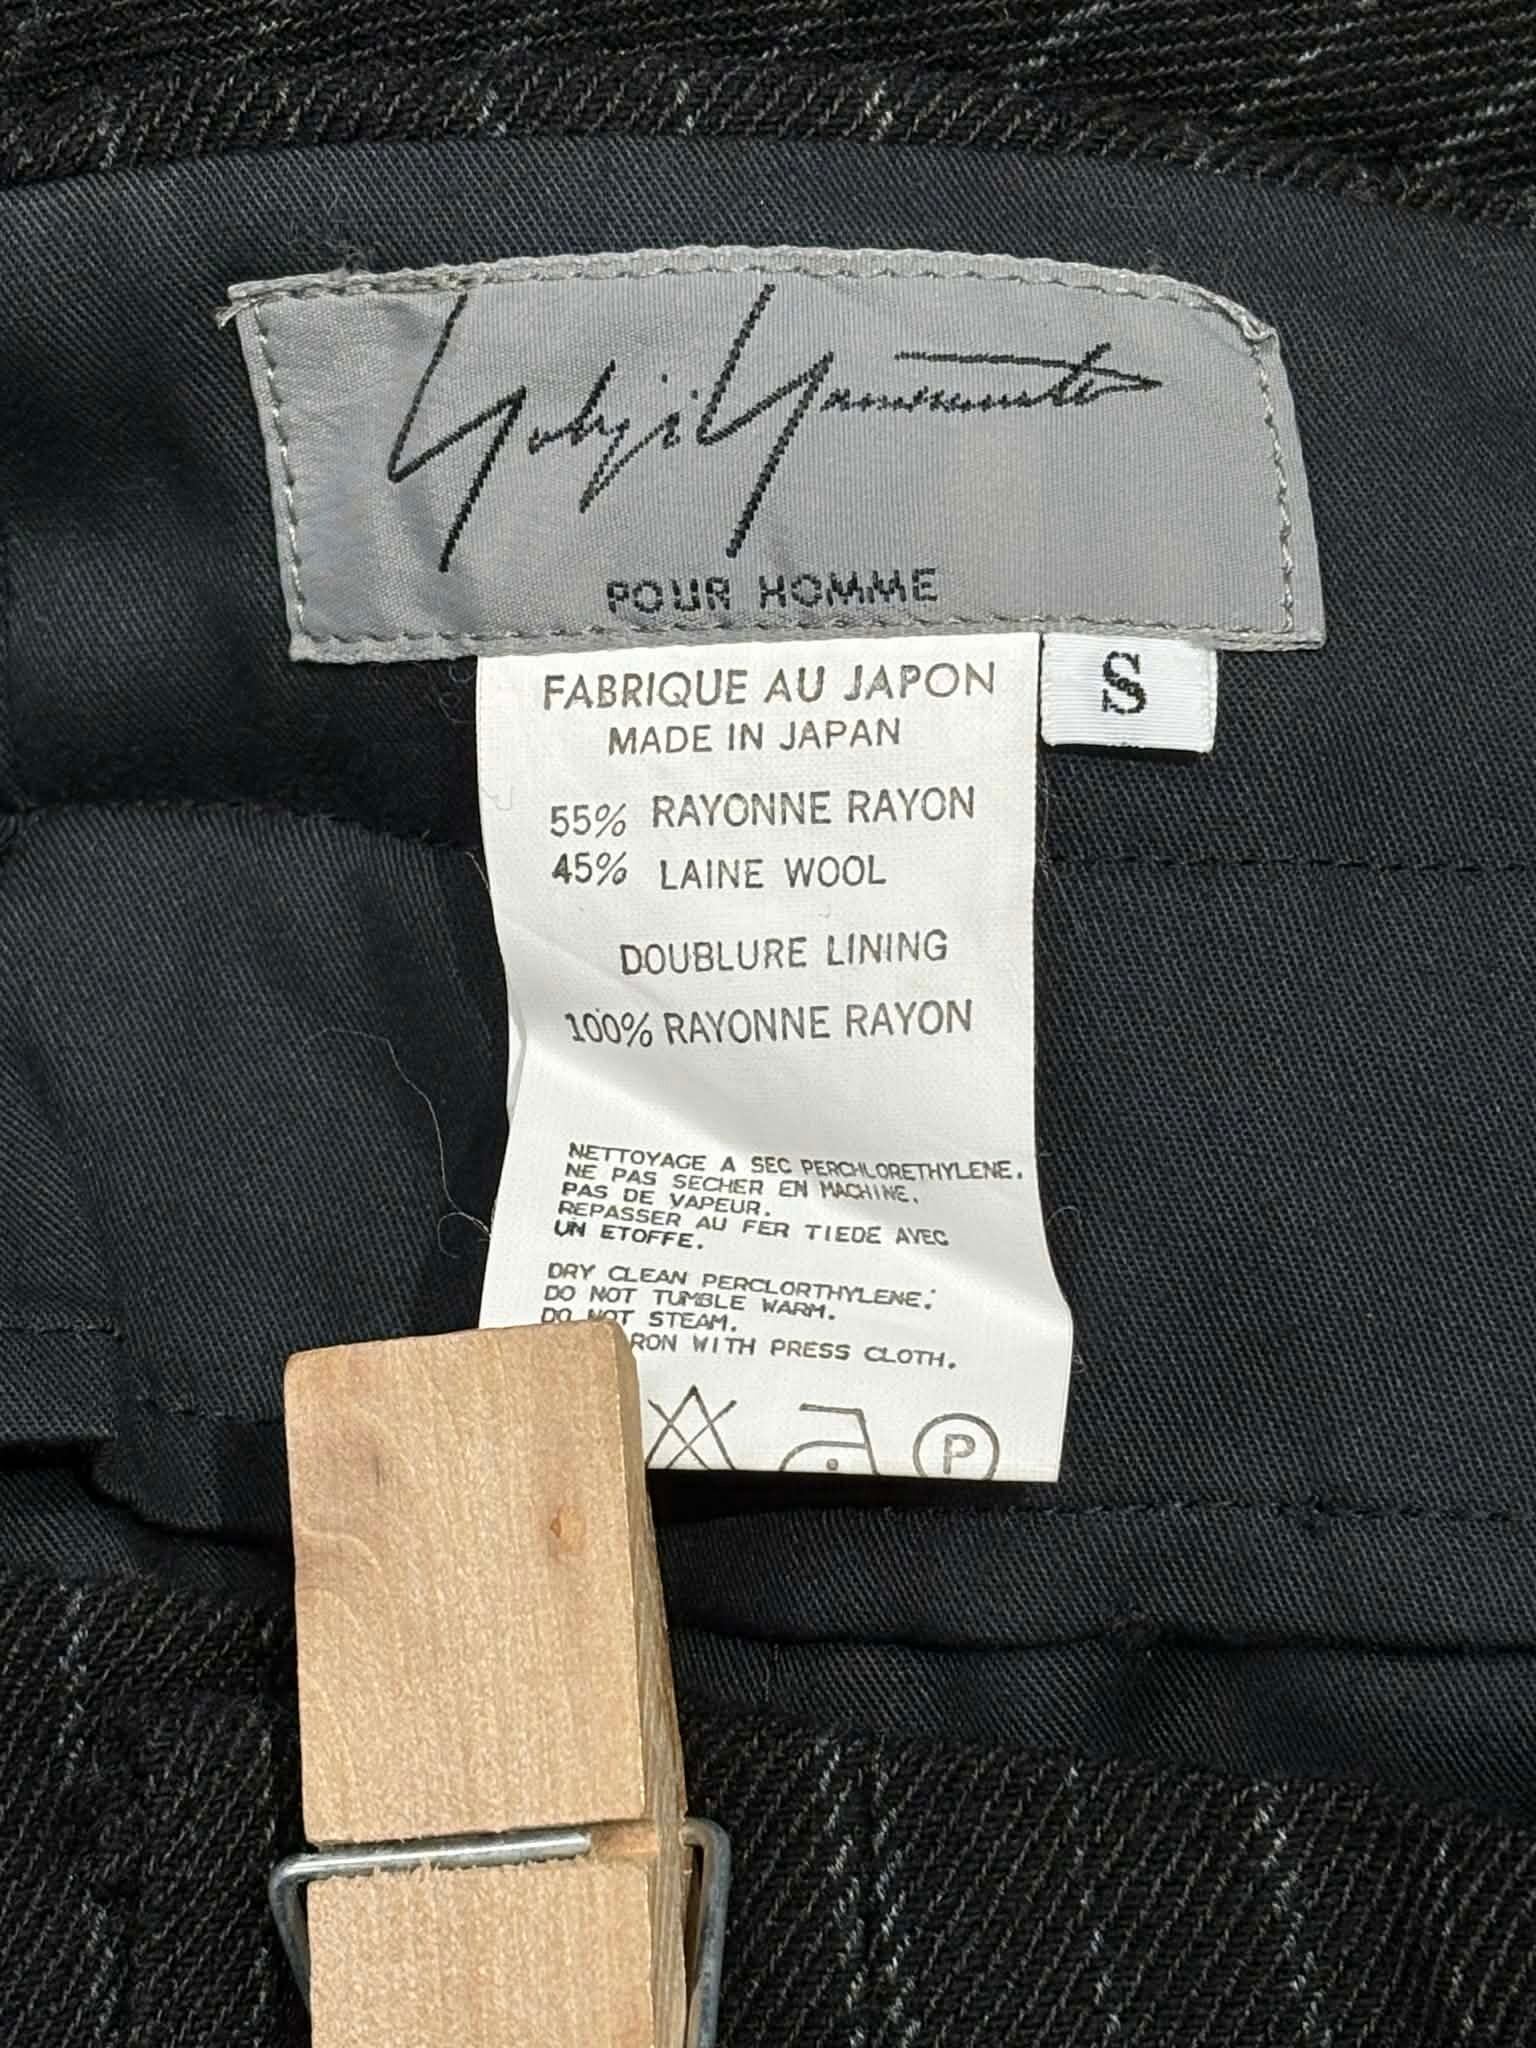 Yohji Yamamoto
POUR HOMME
S
FABRIQUE AU JAPON
MADE IN JAPAN
55% RAYONNE RAYON
45% LAINE WOOL
DOUBLURE LINING
100% RAYONNE RAYON
NETTOYAGE A SEC PERCHLORETHYLENE.
NE PAS SECHER EN MACHINE.
PAS DE VAPEUR.
REPASSER AU FER TIEDE AVEC
UN ETOFFE.
DRY CLEAN PERCLORTHYLENE.
DO NOT TUMBLE WARM.
DO NOT STEAM.
RON WITH PRESS CLOTH.
P